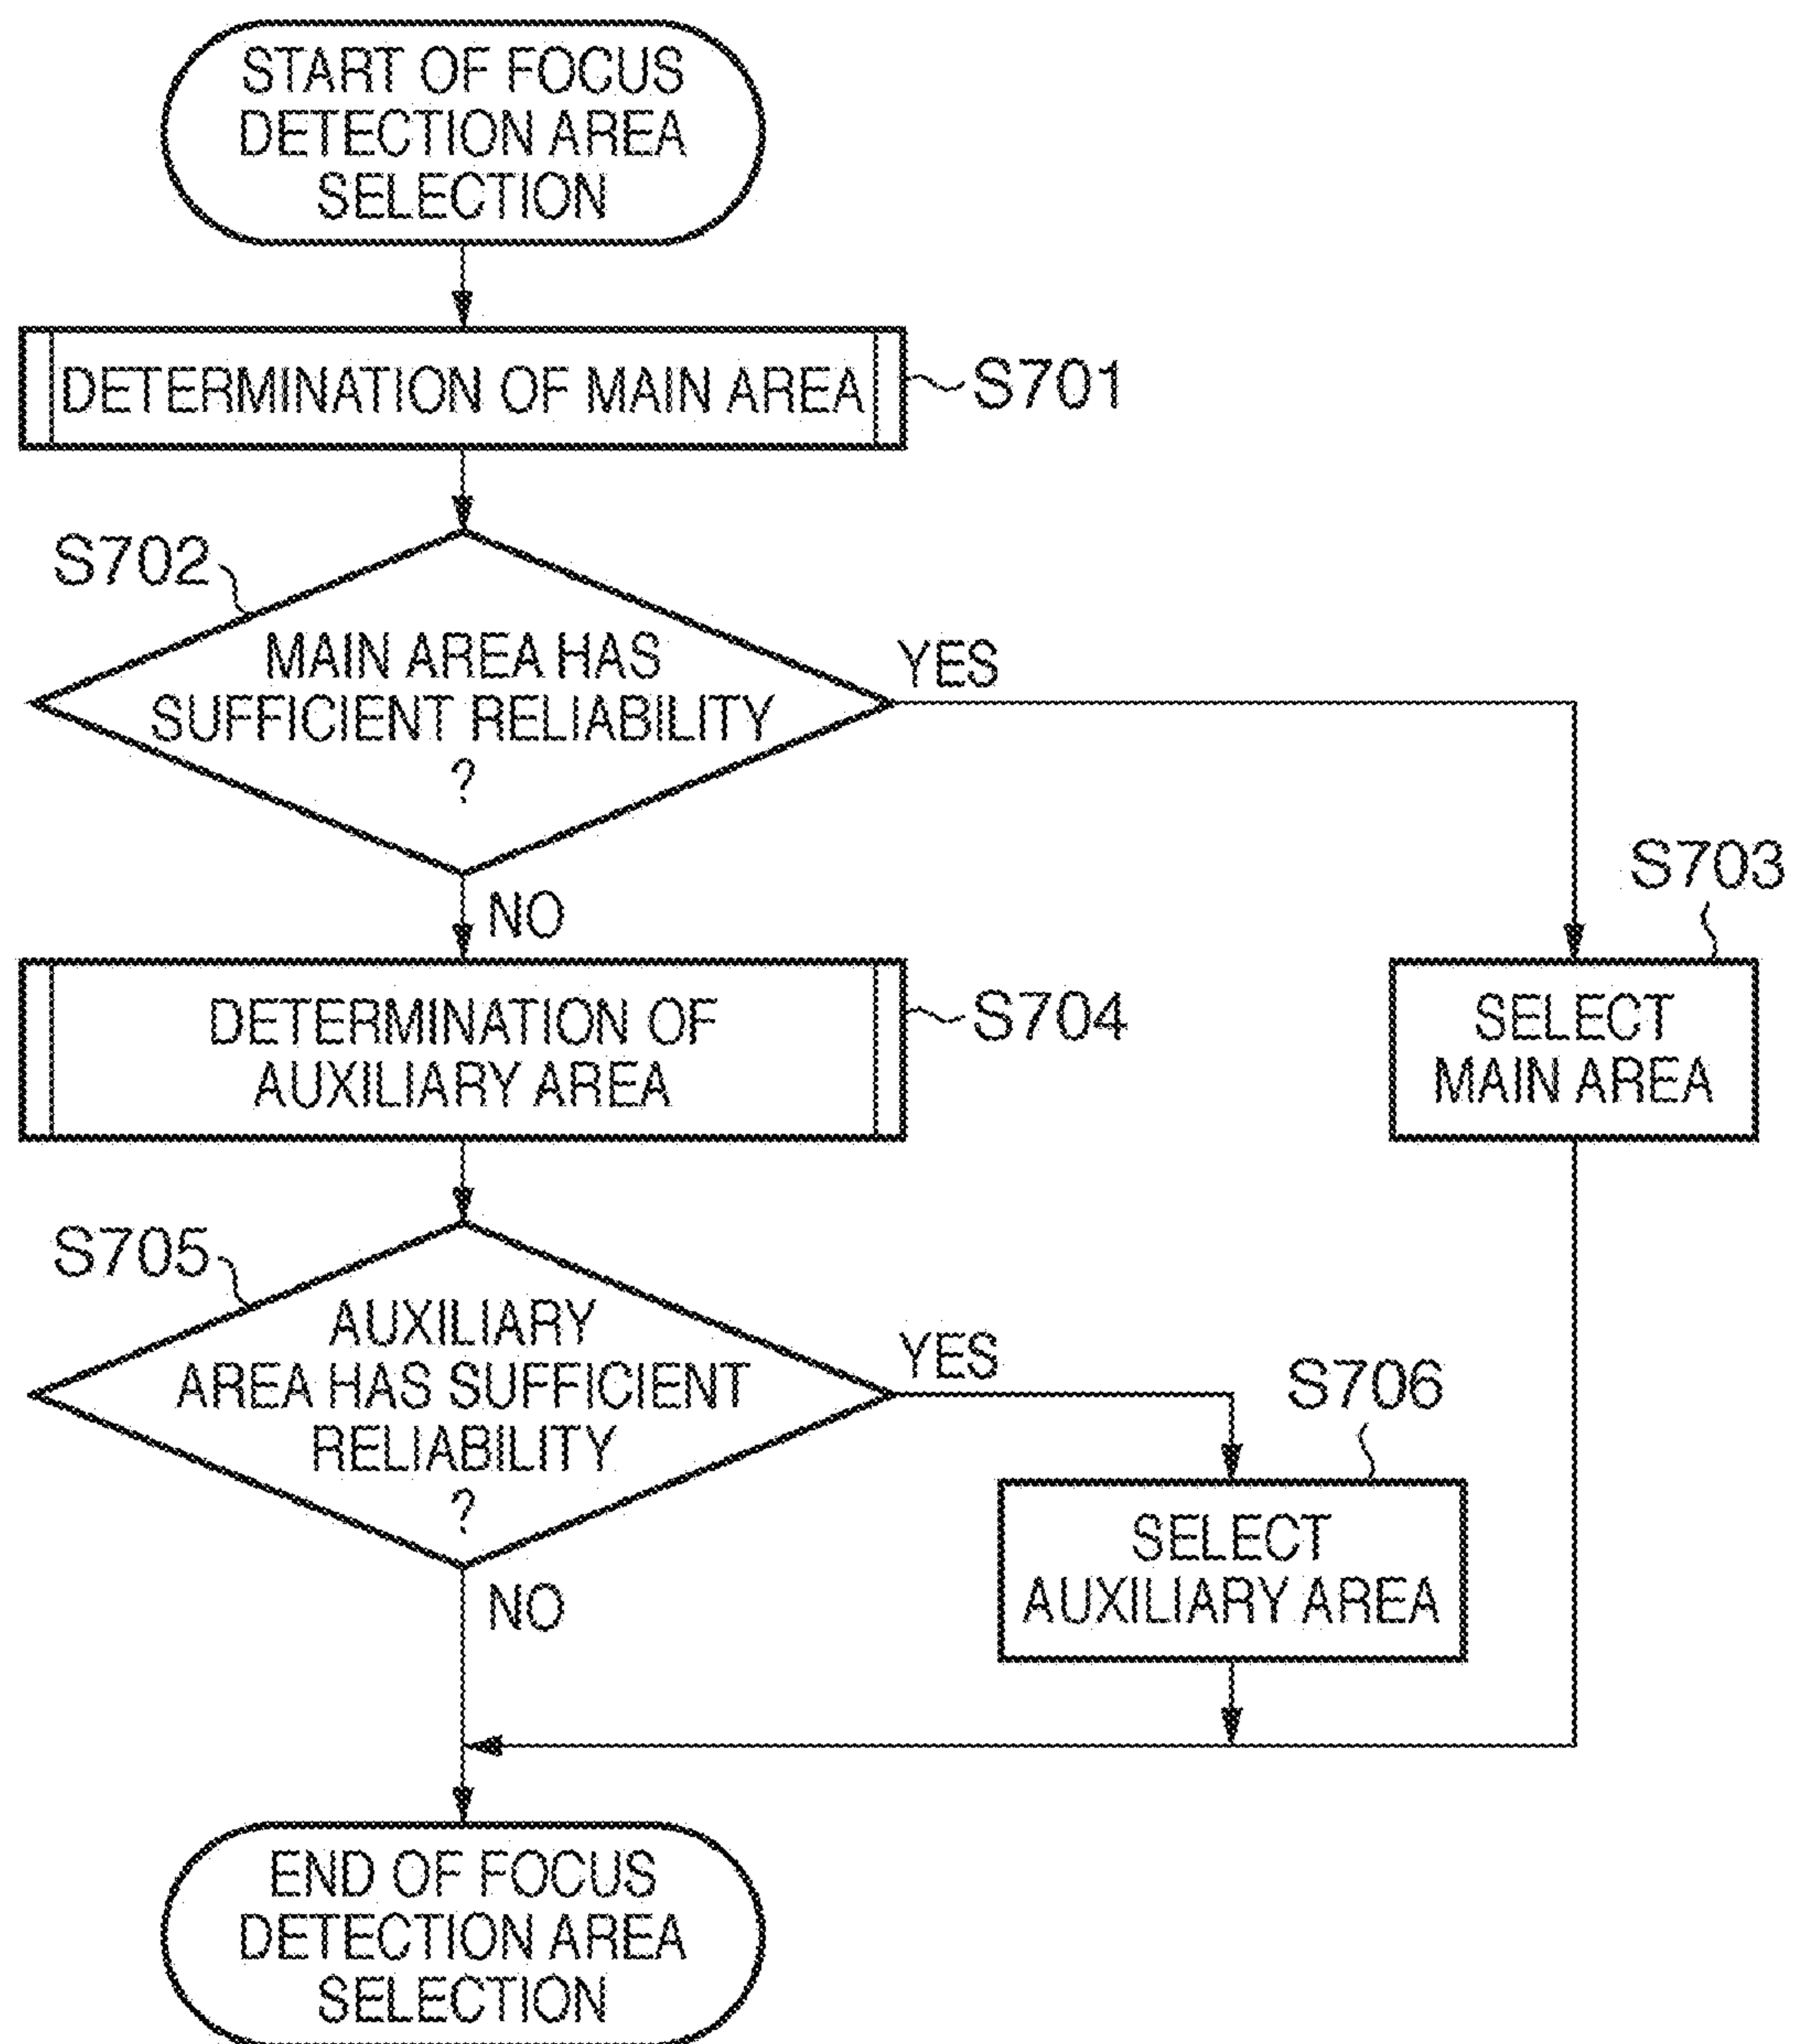 START OF FOCUS
DETECTION AREA
SELECTION
DETERMINATION OF MAIN AREA
S701
S702
MAIN AREA HAS
SUFFICIENT RELIABILITY
?
YES
NO
S703
SELECT
MAIN AREA
DETERMINATION OF
AUXILIARY AREA
S704
S705
AUXILIARY
AREA HAS SUFFICIENT
RELIABILITY
?
YES
NO
S706
SELECT
AUXILIARY AREA
END OF FOCUS
DETECTION AREA
SELECTION